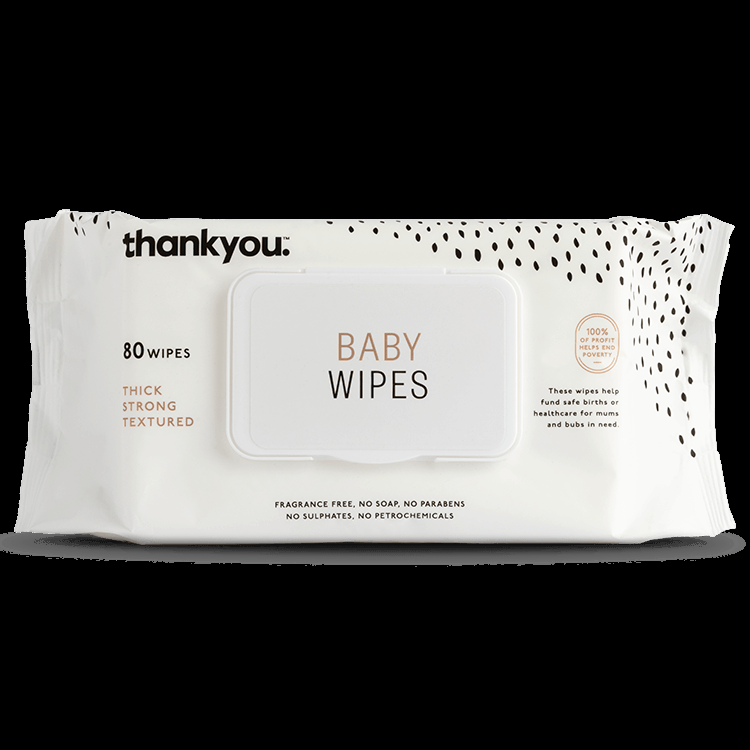 thankyou.™
80 WIPES
THICK
STRONG
TEXTURED
BABY
WIPES
100%
OF PROFIT
HELPS END
POVERTY
These wipes help
fund safe births or
healthcare for mums
and bubs in need.
FRAGRANCE FREE, NO SOAP, NO PARABENS
NO SULPHATES, NO PETROCHEMICALS